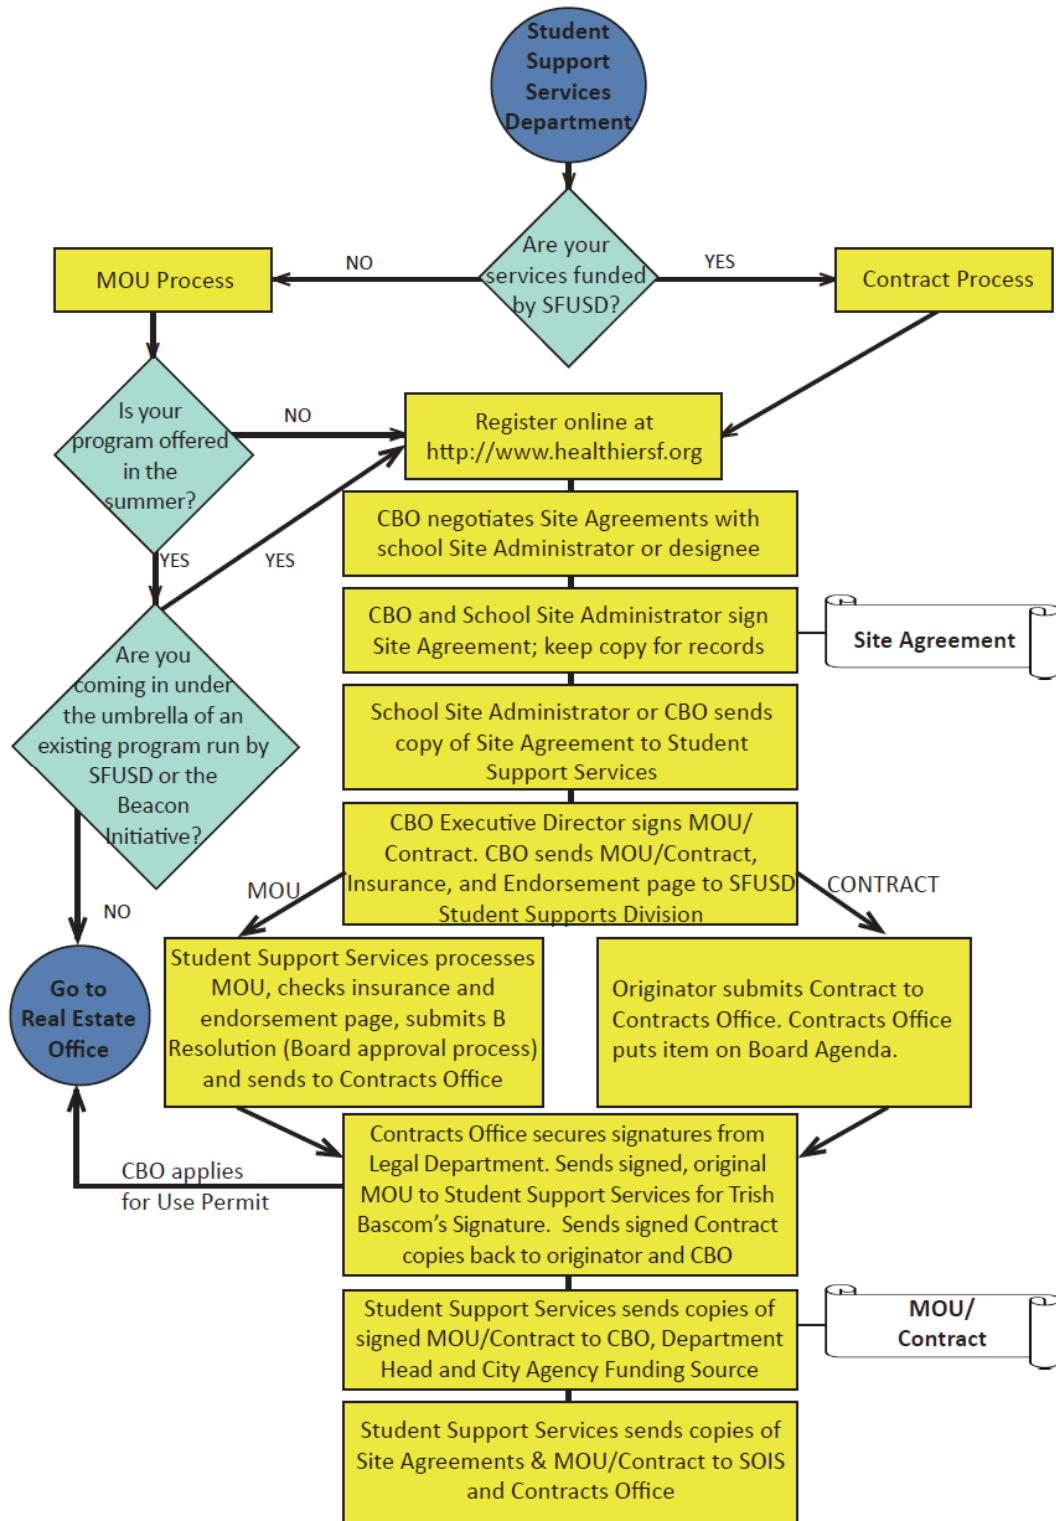 Student
Support
Services
Department
Are your
services funded
by SFUSD?
NO
YES
MOU Process
Contract Process
Is your
program offered
in the
summer?
NO
Register online at
http://www.healthiersf.org
YES
YES
CBO negotiates Site Agreements with
school Site Administrator or designee
CBO and School Site Administrator sign
Site Agreement; keep copy for records
Site Agreement
Are you
coming in under
the umbrella of an
existing program run by
SFUSD or the
Beacon
Initiative?
School Site Administrator or CBO sends
copy of Site Agreement to Student
Support Services
CBO Executive Director signs MOU/
Contract. CBO sends MOU/Contract,
Insurance, and Endorsement page to SFUSD
Student Supports Division
MOU
CONTRACT
NO
Go to
Real Estate
Office
Student Support Services processes
MOU, checks insurance and
endorsement page, submits B
Resolution (Board approval process)
and sends to Contracts Office
Originator submits Contract to
Contracts Office. Contracts Office
puts item on Board Agenda.
CBO applies
for Use Permit
Contracts Office secures signatures from
Legal Department. Sends signed, original
MOU to Student Support Services for Trish
Bascom’s Signature.  Sends signed Contract
copies back to originator and CBO
Student Support Services sends copies of
signed MOU/Contract to CBO, Department
Head and City Agency Funding Source
MOU/
Contract
Student Support Services sends copies of
Site Agreements & MOU/Contract to SOIS
and Contracts Office